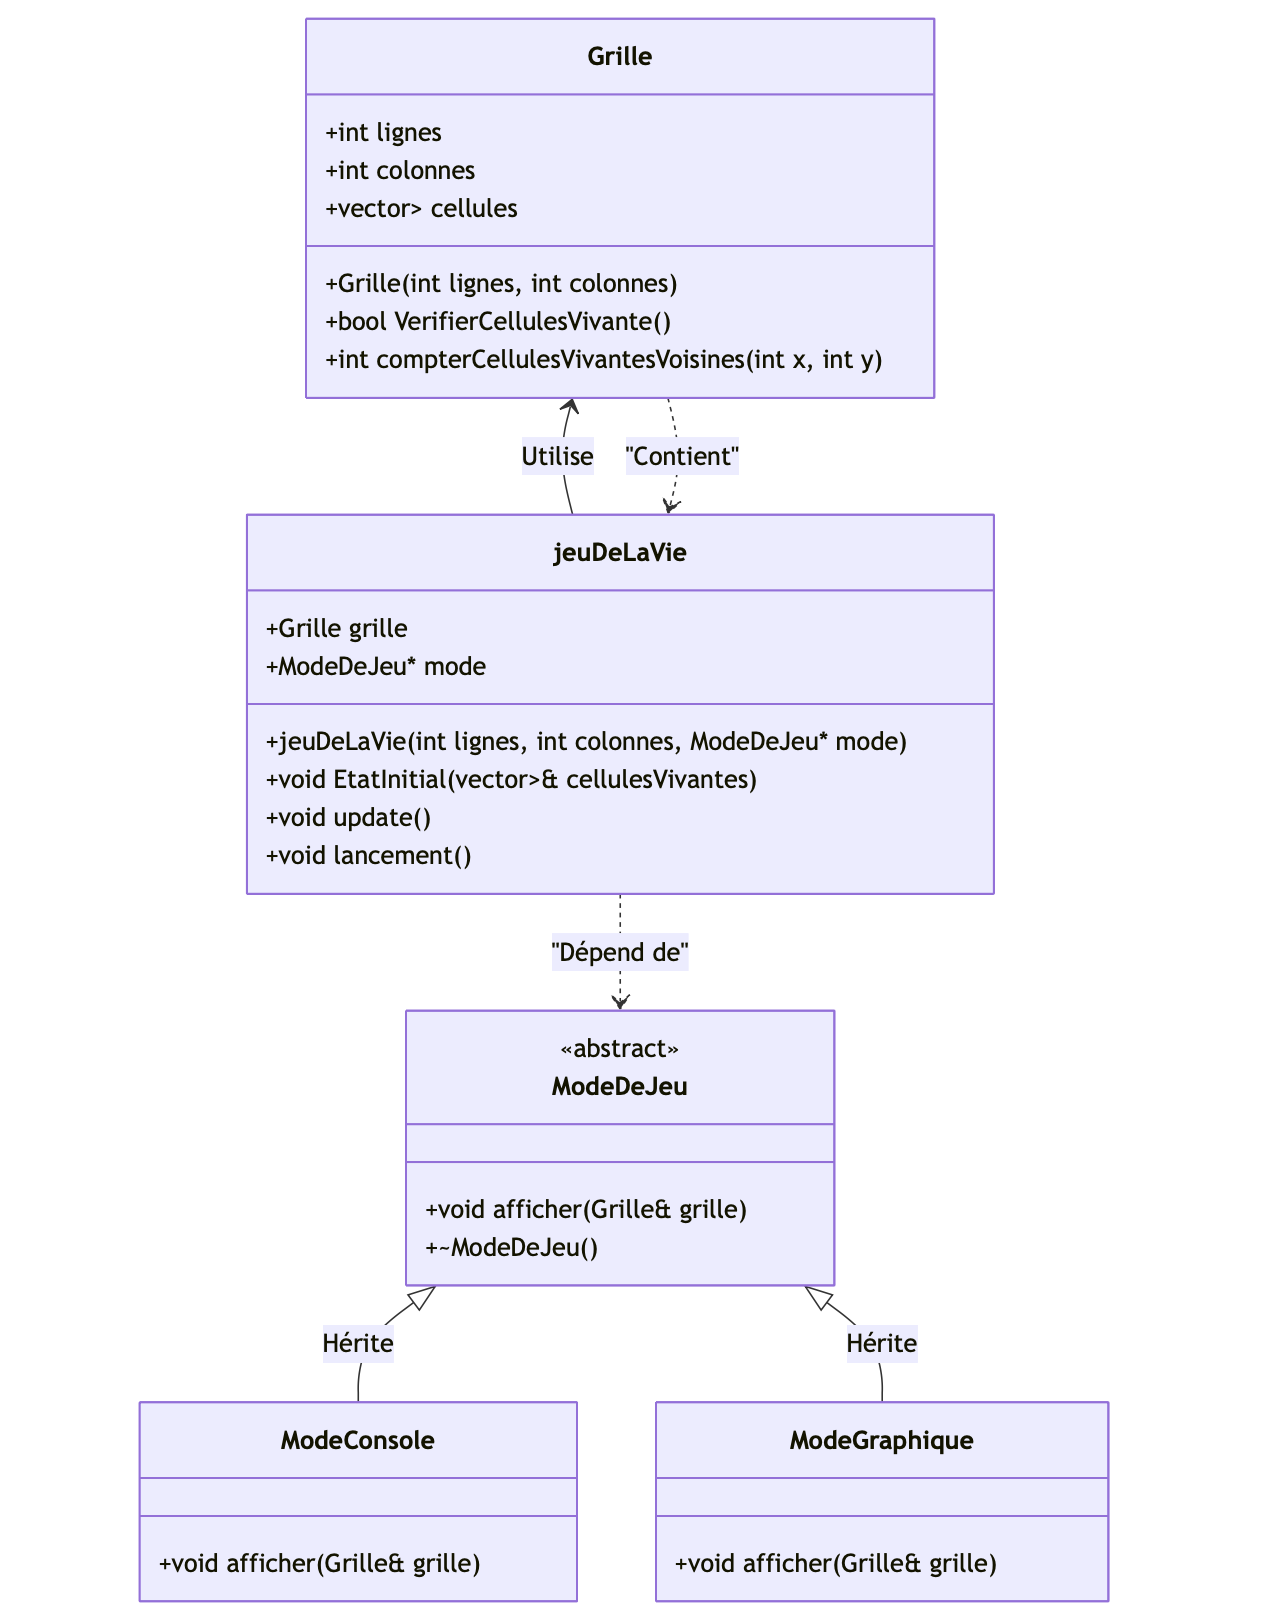 Grille
+int lignes
+int colonnes
+vector> cellules
+Grille(int lignes, int colonnes)
+bool VerifierCellulesVivante()
+int compterCellulesVivantesVoisines(int x, int y)
Utilise
"Contient"
jeuDeLaVie
+Grille grille
+ModeDeJeu* mode
+jeuDeLaVie(int lignes, int colonnes, ModeDeJeu* mode)
+void EtatInitial(vector>& cellulesVivantes)
+void update()
+void lancement()
"Dépend de"
«abstract»
ModeDeJeu
+void afficher(Grille& grille)
+~ModeDeJeu()
Hérite
Hérite
ModeConsole
+void afficher(Grille& grille)
ModeGraphique
+void afficher(Grille& grille)